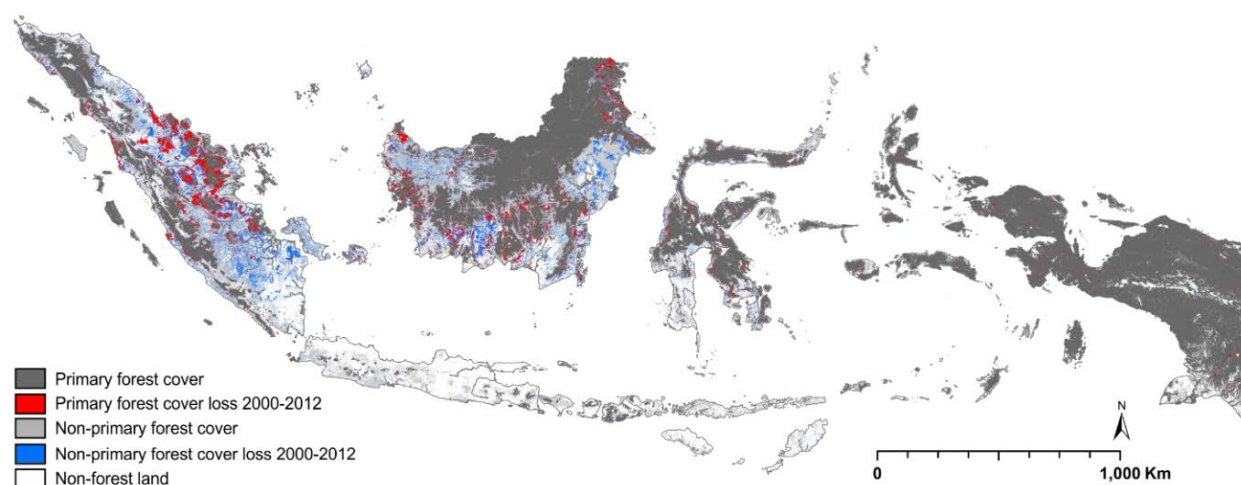 Primary forest cover
Primary forest cover loss 2000-2012
Non-primary forest cover
Non-primary forest cover loss 2000-2012
Non-forest land
N
0
1,000 Km